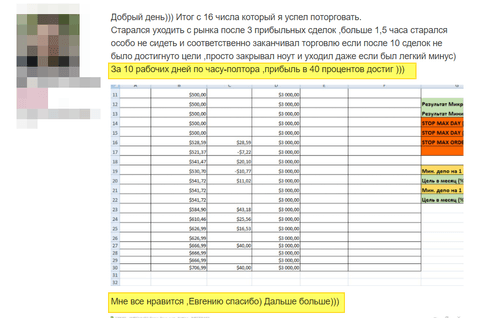 Добрый день))) Итог с 16 числа который я успел поторговать.
Старался уходить с рынка после 3 прибыльных сделок ,больше 1,5 часа старался
особо не сидеть и соответственно заканчивал торговлю если после 10 сделок не
было достигнуто цели ,просто закрывал ноут и уходил даже если был легкий минус)
За 10 рабочих дней по часу-полтора ,прибыль в 40 процентов достиг )))
A B C D E F G
11 $500,00 $3 000,00
12 $500,00 $3 000,00 Результат Микр
13 $500,00 $3 000,00 Результат Мини
14 $500,00 $3 000,00 STOP MAX DAY (
15 $500,00 $3 000,00 STOP MAX DAY (
16 $528,59 $28,59 $3 000,00 STOP MAX ORD
17 $521,37 -$7,22 $3 000,00
18 $541,47 $20,10 $3 000,00
19 $530,70 -$10,77 $3 000,00 Мин. депо на 1
20 $541,72 $11,02 $3 000,00 Цель в месяц (%
21 $541,72 $3 000,00 Мин. депо на 1
22 $541,72 $3 000,00 Цель в месяц (%
23 $584,90 $43,18 $3 000,00
24 $610,46 $25,56 $3 000,00
25 $626,99 $16,53 $3 000,00
26 $626,99 $3 000,00
27 $666,99 $40,00 $3 000,00
28 $666,99 $3 000,00
29 $666,99 $3 000,00
30 $706,99 $40,00 $3 000,00
31
32
Мне все нравится ,Евгению спасибо) Дальше больше)))